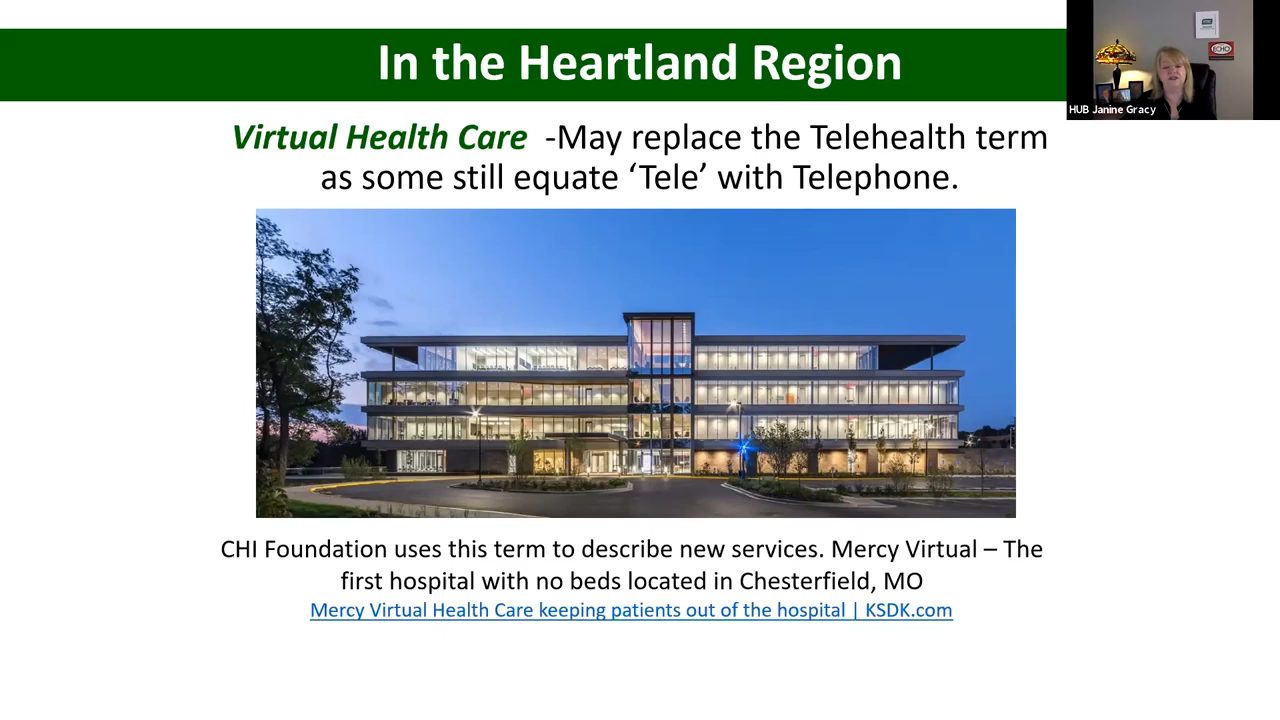 In the Heartland Region
HUB Janine Gracy
Virtual Health Care -May replace the Telehealth term
as some still equate ‘Tele’ with Telephone.
CHI Foundation uses this term to describe new services. Mercy Virtual – The
first hospital with no beds located in Chesterfield, MO
Mercy Virtual Health Care keeping patients out of the hospital | KSDK.com
ECHO